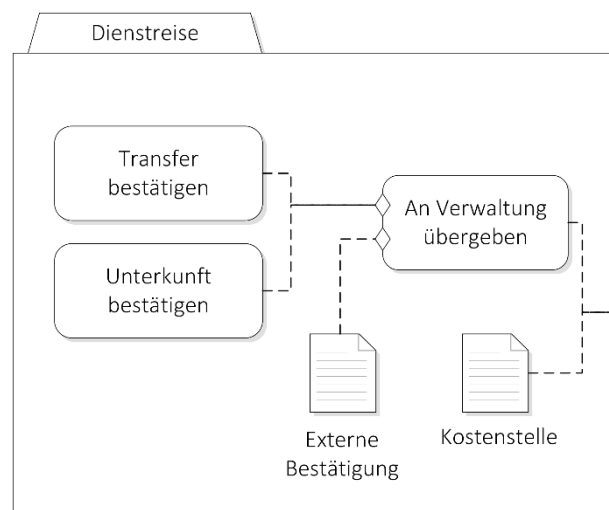 Dienstreise
Transfer
bestätigen
An Verwaltung
übergeben
Unterkunft
bestätigen
Externe
Bestätigung
Kostenstelle